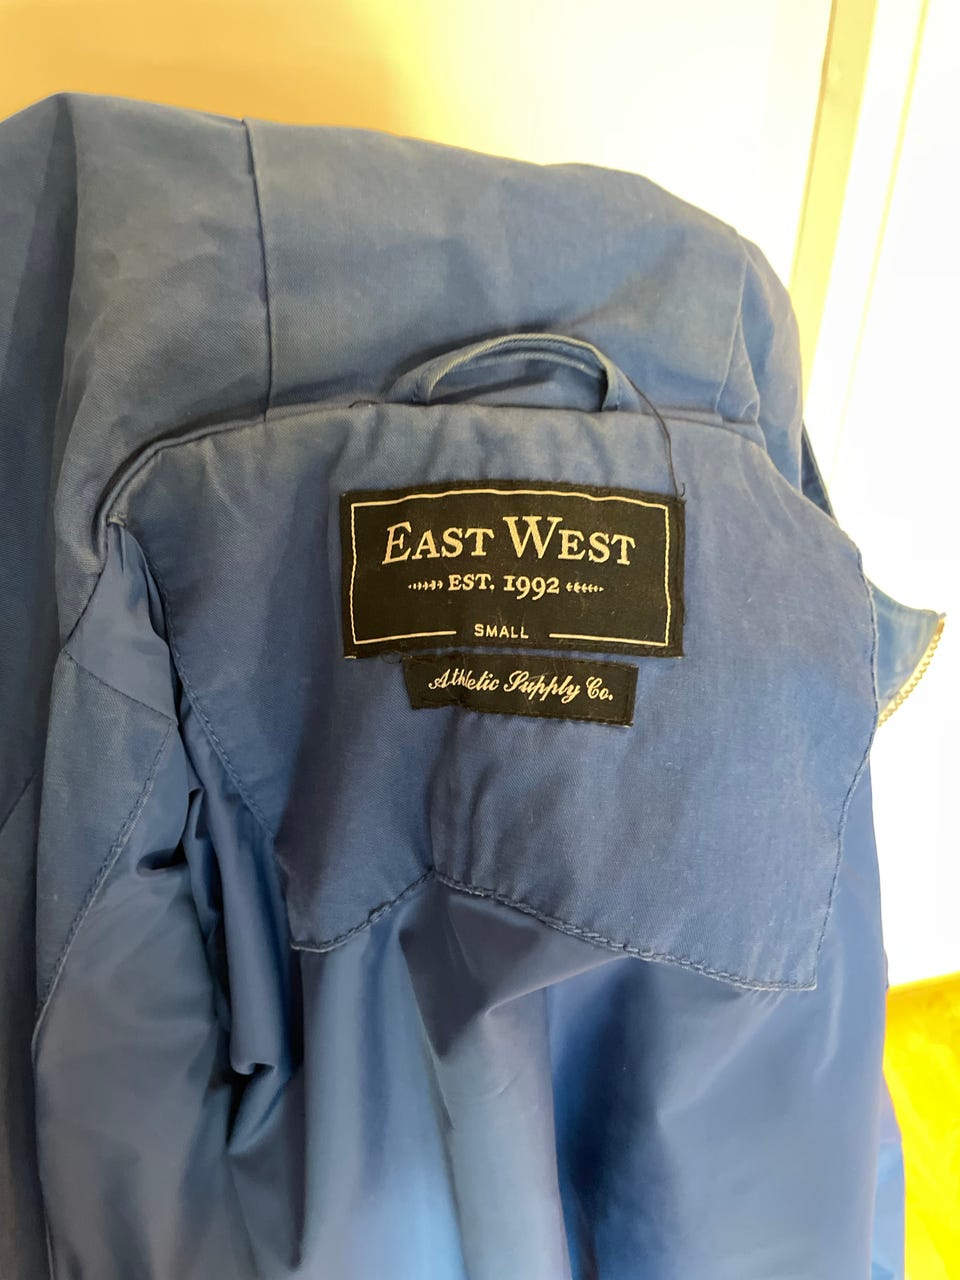 EAST WEST
EST. 1992
SMALL
Athletic Supply Co.